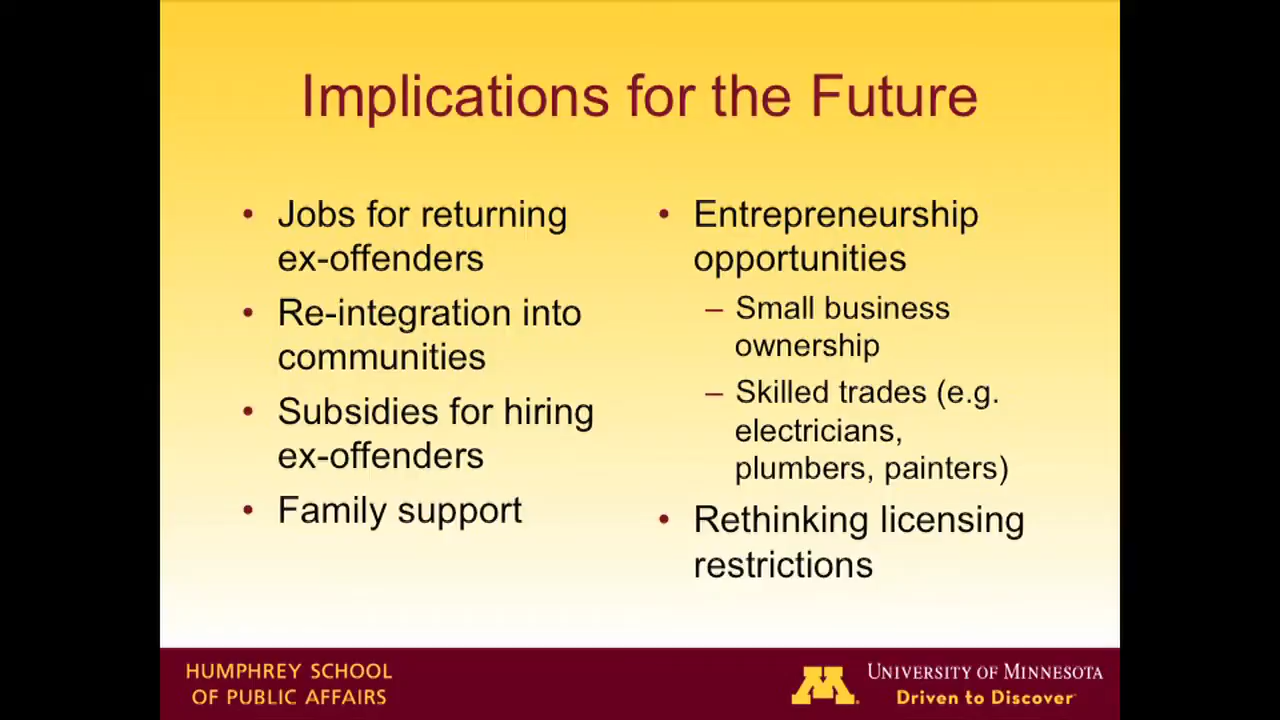 Implications for the Future
• Jobs for returning
ex-offenders
• Re-integration into
communities
• Subsidies for hiring
ex-offenders
• Family support
• Entrepreneurship
opportunities
– Small business
ownership
– Skilled trades (e.g.
electricians,
plumbers, painters)
• Rethinking licensing
restrictions
HUMPHREY SCHOOL
OF PUBLIC AFFAIRS
M
UNIVERSITY OF MINNESOTA
Driven to Discover